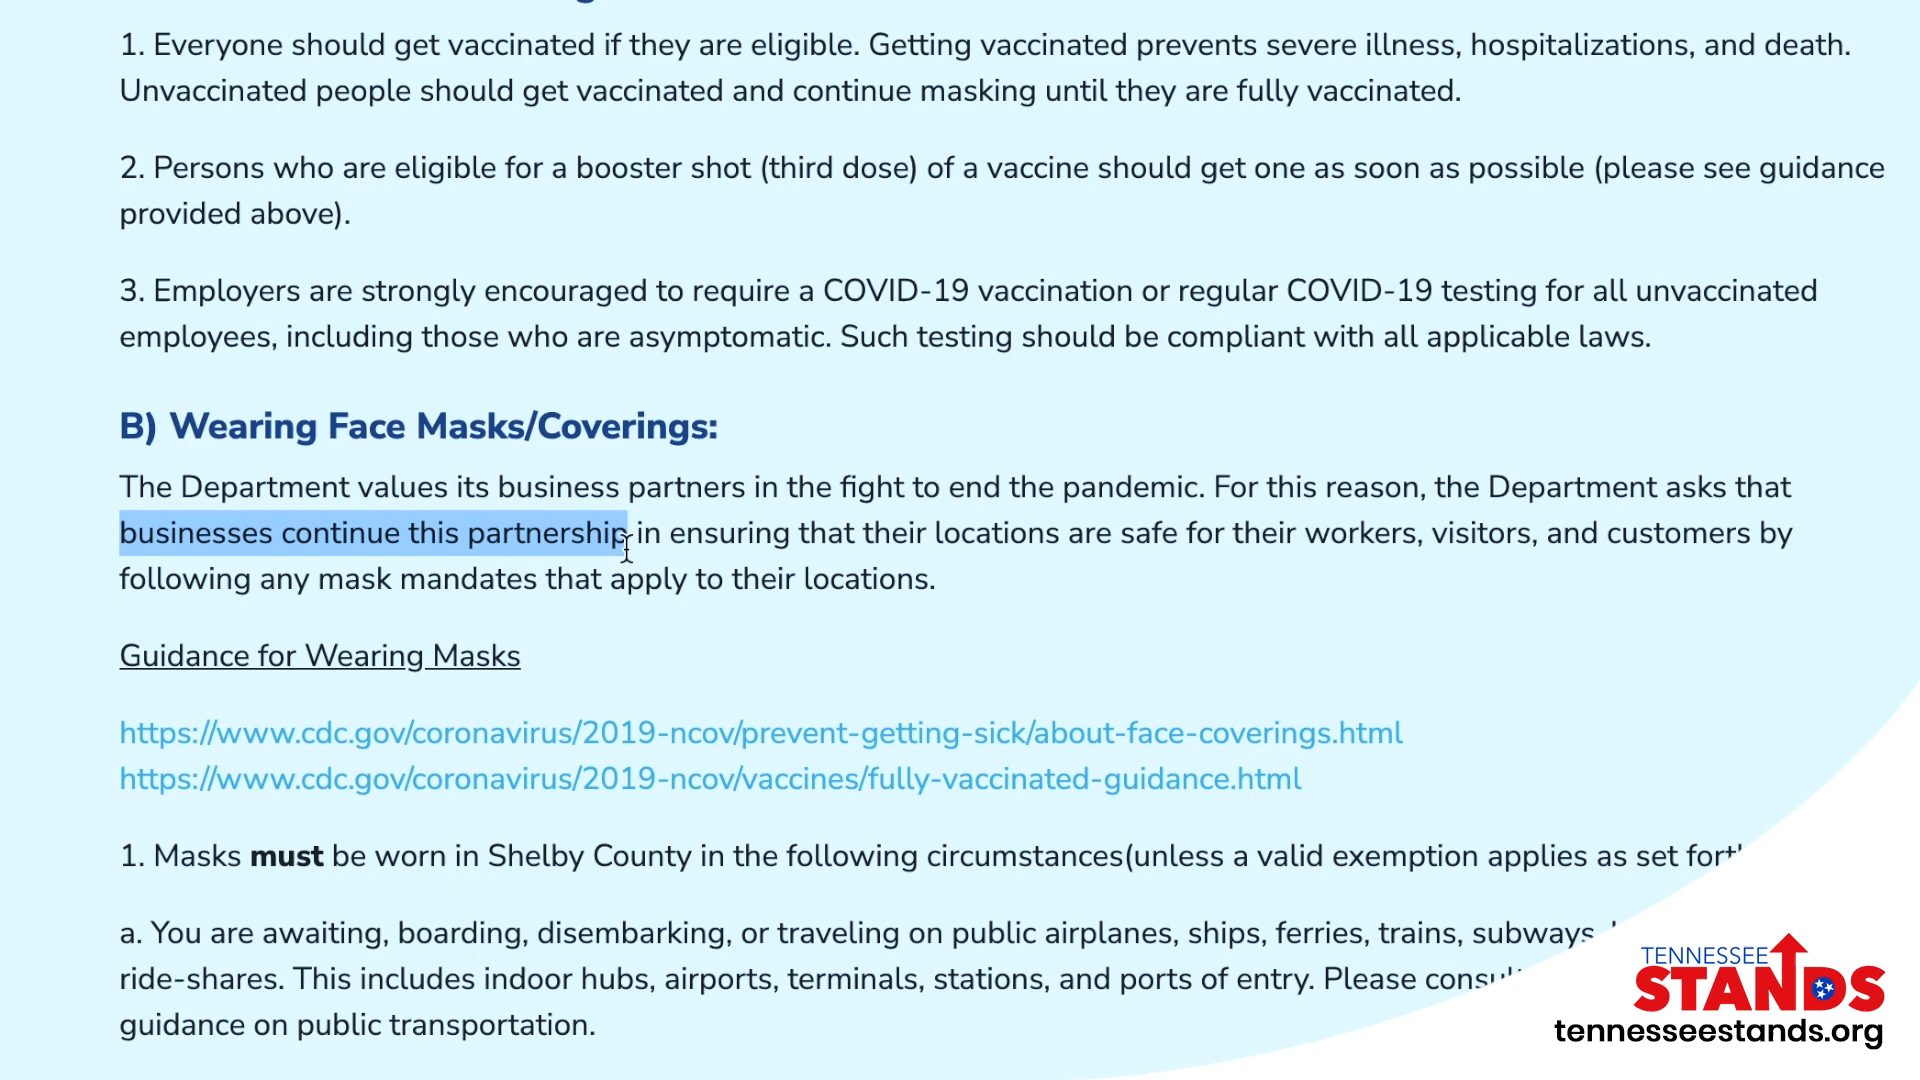 1. Everyone should get vaccinated if they are eligible. Getting vaccinated prevents severe illness, hospitalizations, and death.
Unvaccinated people should get vaccinated and continue masking until they are fully vaccinated.
2. Persons who are eligible for a booster shot (third dose) of a vaccine should get one as soon as possible (please see guidance
provided above).
3. Employers are strongly encouraged to require a COVID-19 vaccination or regular COVID-19 testing for all unvaccinated
employees, including those who are asymptomatic. Such testing should be compliant with all applicable laws.
B) Wearing Face Masks/Coverings:
The Department values its business partners in the fight to end the pandemic. For this reason, the Department asks that
businesses continue this partnership in ensuring that their locations are safe for their workers, visitors, and customers by
following any mask mandates that apply to their locations.
Guidance for Wearing Masks
https://www.cdc.gov/coronavirus/2019-ncov/prevent-getting-sick/about-face-coverings.html
https://www.cdc.gov/coronavirus/2019-ncov/vaccines/fully-vaccinated-guidance.html
1. Masks must be worn in Shelby County in the following circumstances(unless a valid exemption applies as set
a. You are awaiting, boarding, disembarking, or traveling on public airplanes, ships, ferries, trains, subways,
ride-shares. This includes indoor hubs, airports, terminals, stations, and ports of entry. Please
guidance on public transportation.
TENNESSEE
STANDS
tennesseestands.org